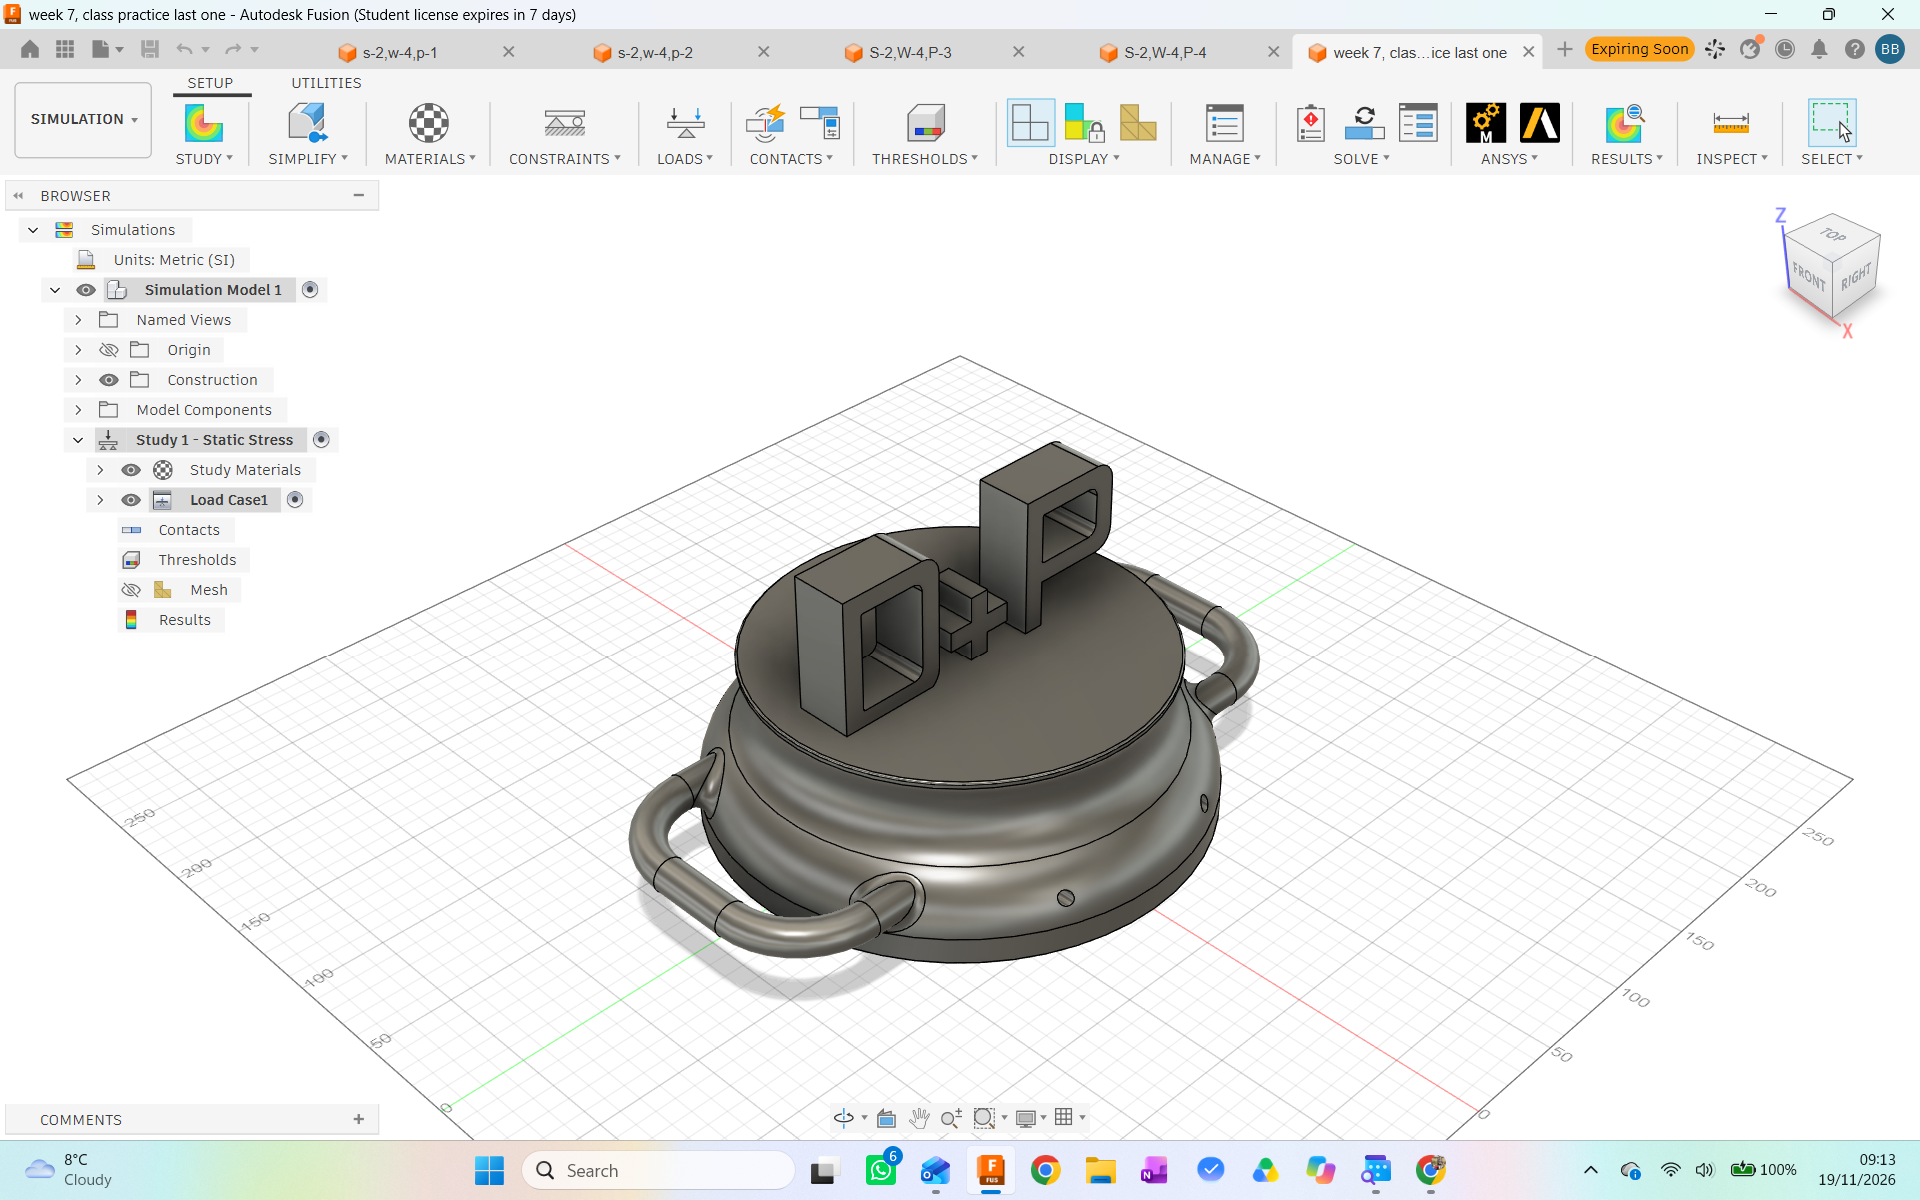 week 7, class practice last one - Autodesk Fusion (Student license expires in 7 days)
s-2,w-4,p-1
s-2,w-4,p-2
S-2,W-4,P-3
S-2,W-4,P-4
week 7, clas...ice last one
Expiring Soon
BB
SETUP
UTILITIES
SIMULATION
STUDY
SIMPLIFY
MATERIALS
CONSTRAINTS
LOADS
CONTACTS
THRESHOLDS
DISPLAY
MANAGE
SOLVE
ANSYS
RESULTS
INSPECT
SELECT
M
BROWSER
Simulations
Units: Metric (SI)
Simulation Model 1
Named Views
Origin
Construction
Model Components
Study 1 - Static Stress
Study Materials
Load Case1
Contacts
Thresholds
Mesh
Results
Z
TOP
FRONT
RIGHT
X
D+P
250
200
150
100
50
0
250
200
150
100
50
0
COMMENTS
8°C
Cloudy
Search
6
F
FUS
100%
09:13
19/11/2026